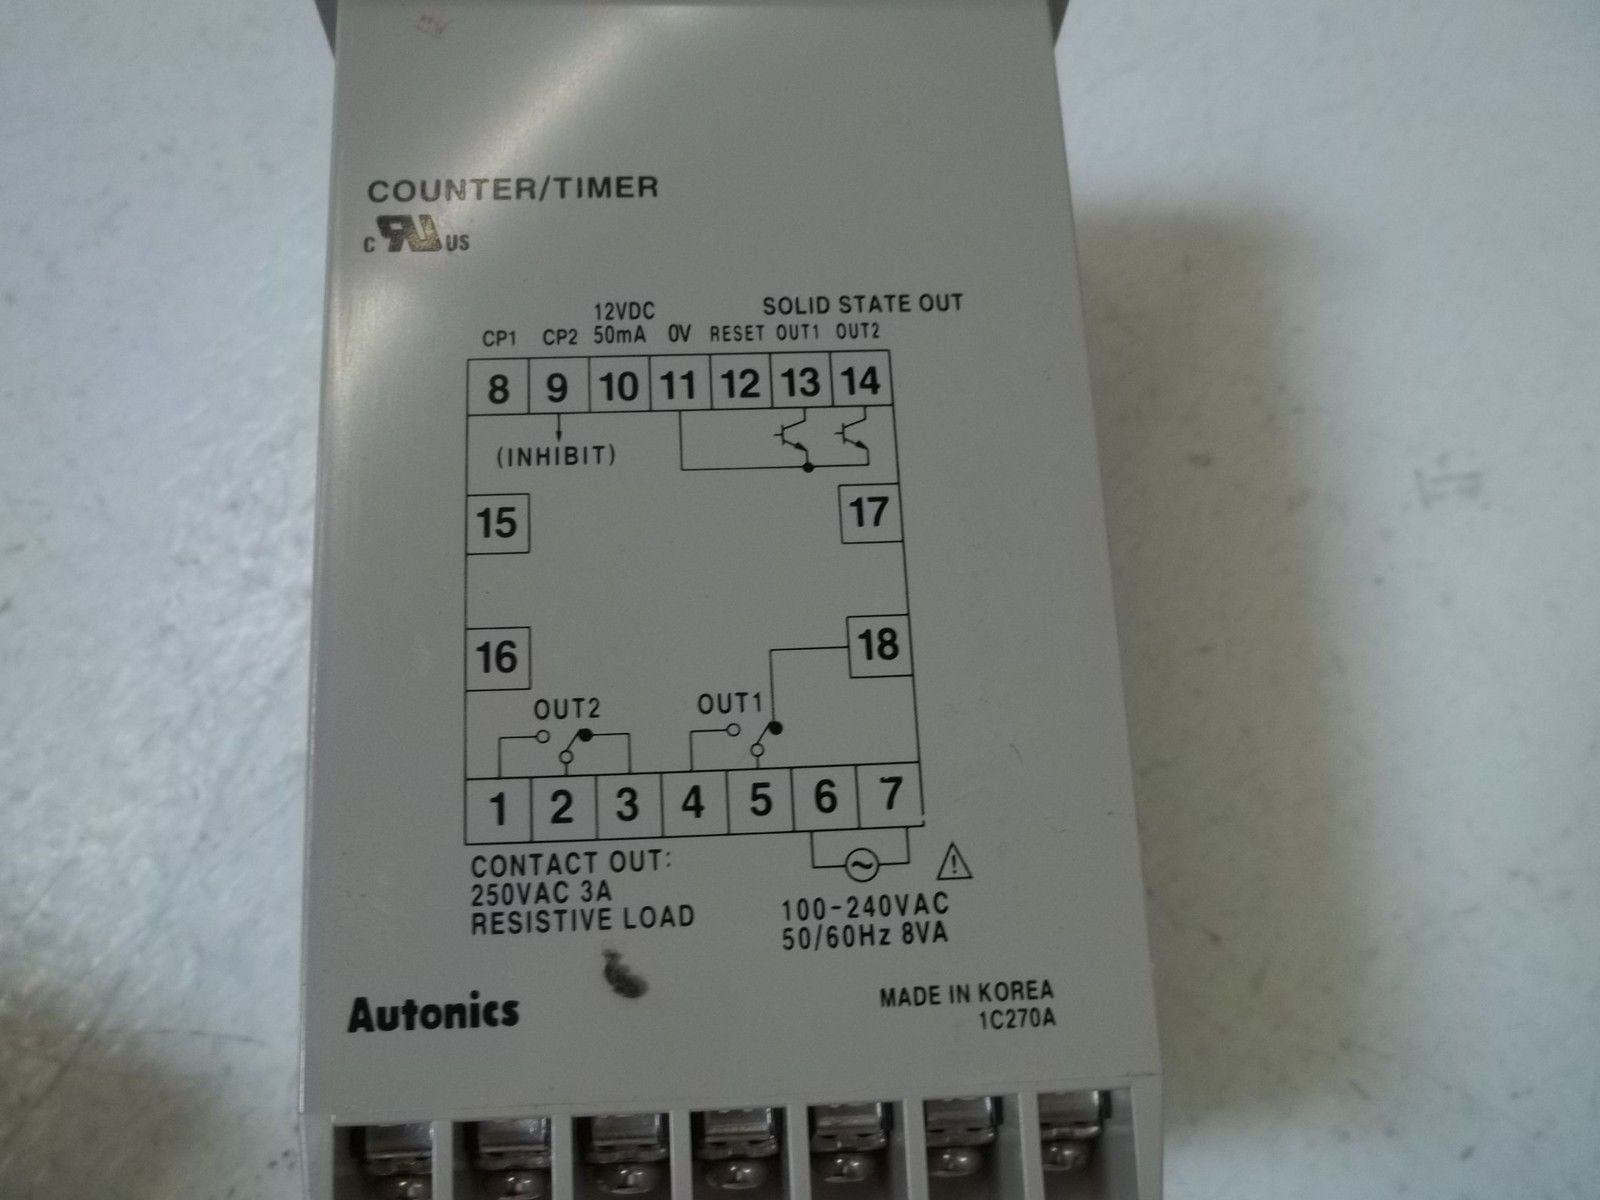 COUNTER/TIMER
C RU US
12VDC SOLID STATE OUT
CP1 CP2 50mA 0V RESET OUT1 OUT2
8 9 10 11 12 13 14
(INHIBIT)
15 17
16 18
OUT2 OUT1
1 2 3 4 5 6 7
CONTACT OUT:
250VAC 3A
RESISTIVE LOAD
100-240VAC
50/60Hz 8VA
Autonics
MADE IN KOREA
1C270A